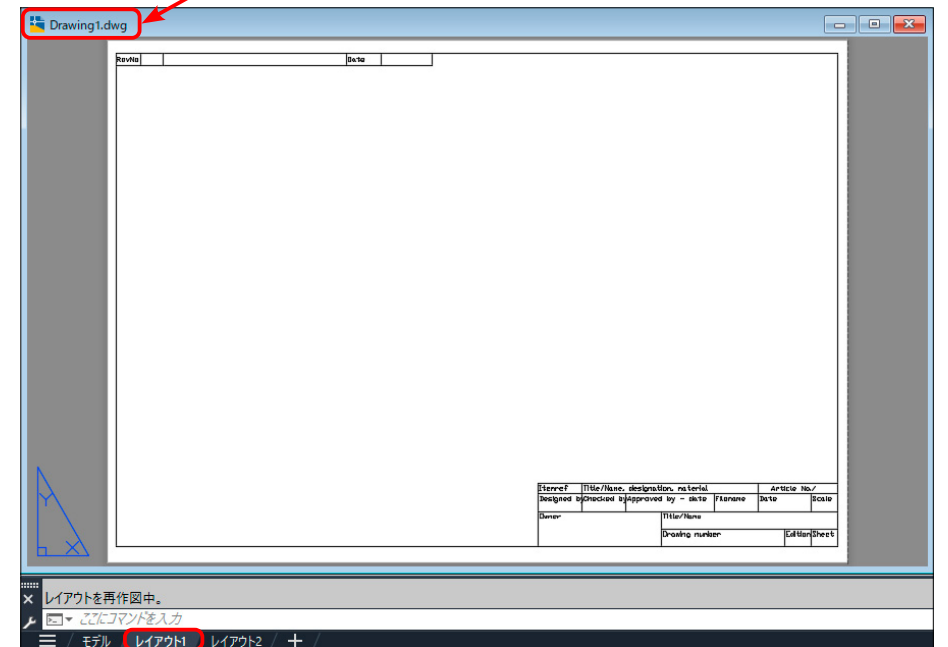 Drawing1.dwg
RevNo Date
Itemref Title/Name, designation, material Article No./
Designed by Checked by Approved by - date Filename Date Scale
Owner Title/Name
Drawing number Edition Sheet
Y
X
レイアウトを再作図中。
ここにコマンドを入力
モデル レイアウト1 レイアウト2 +